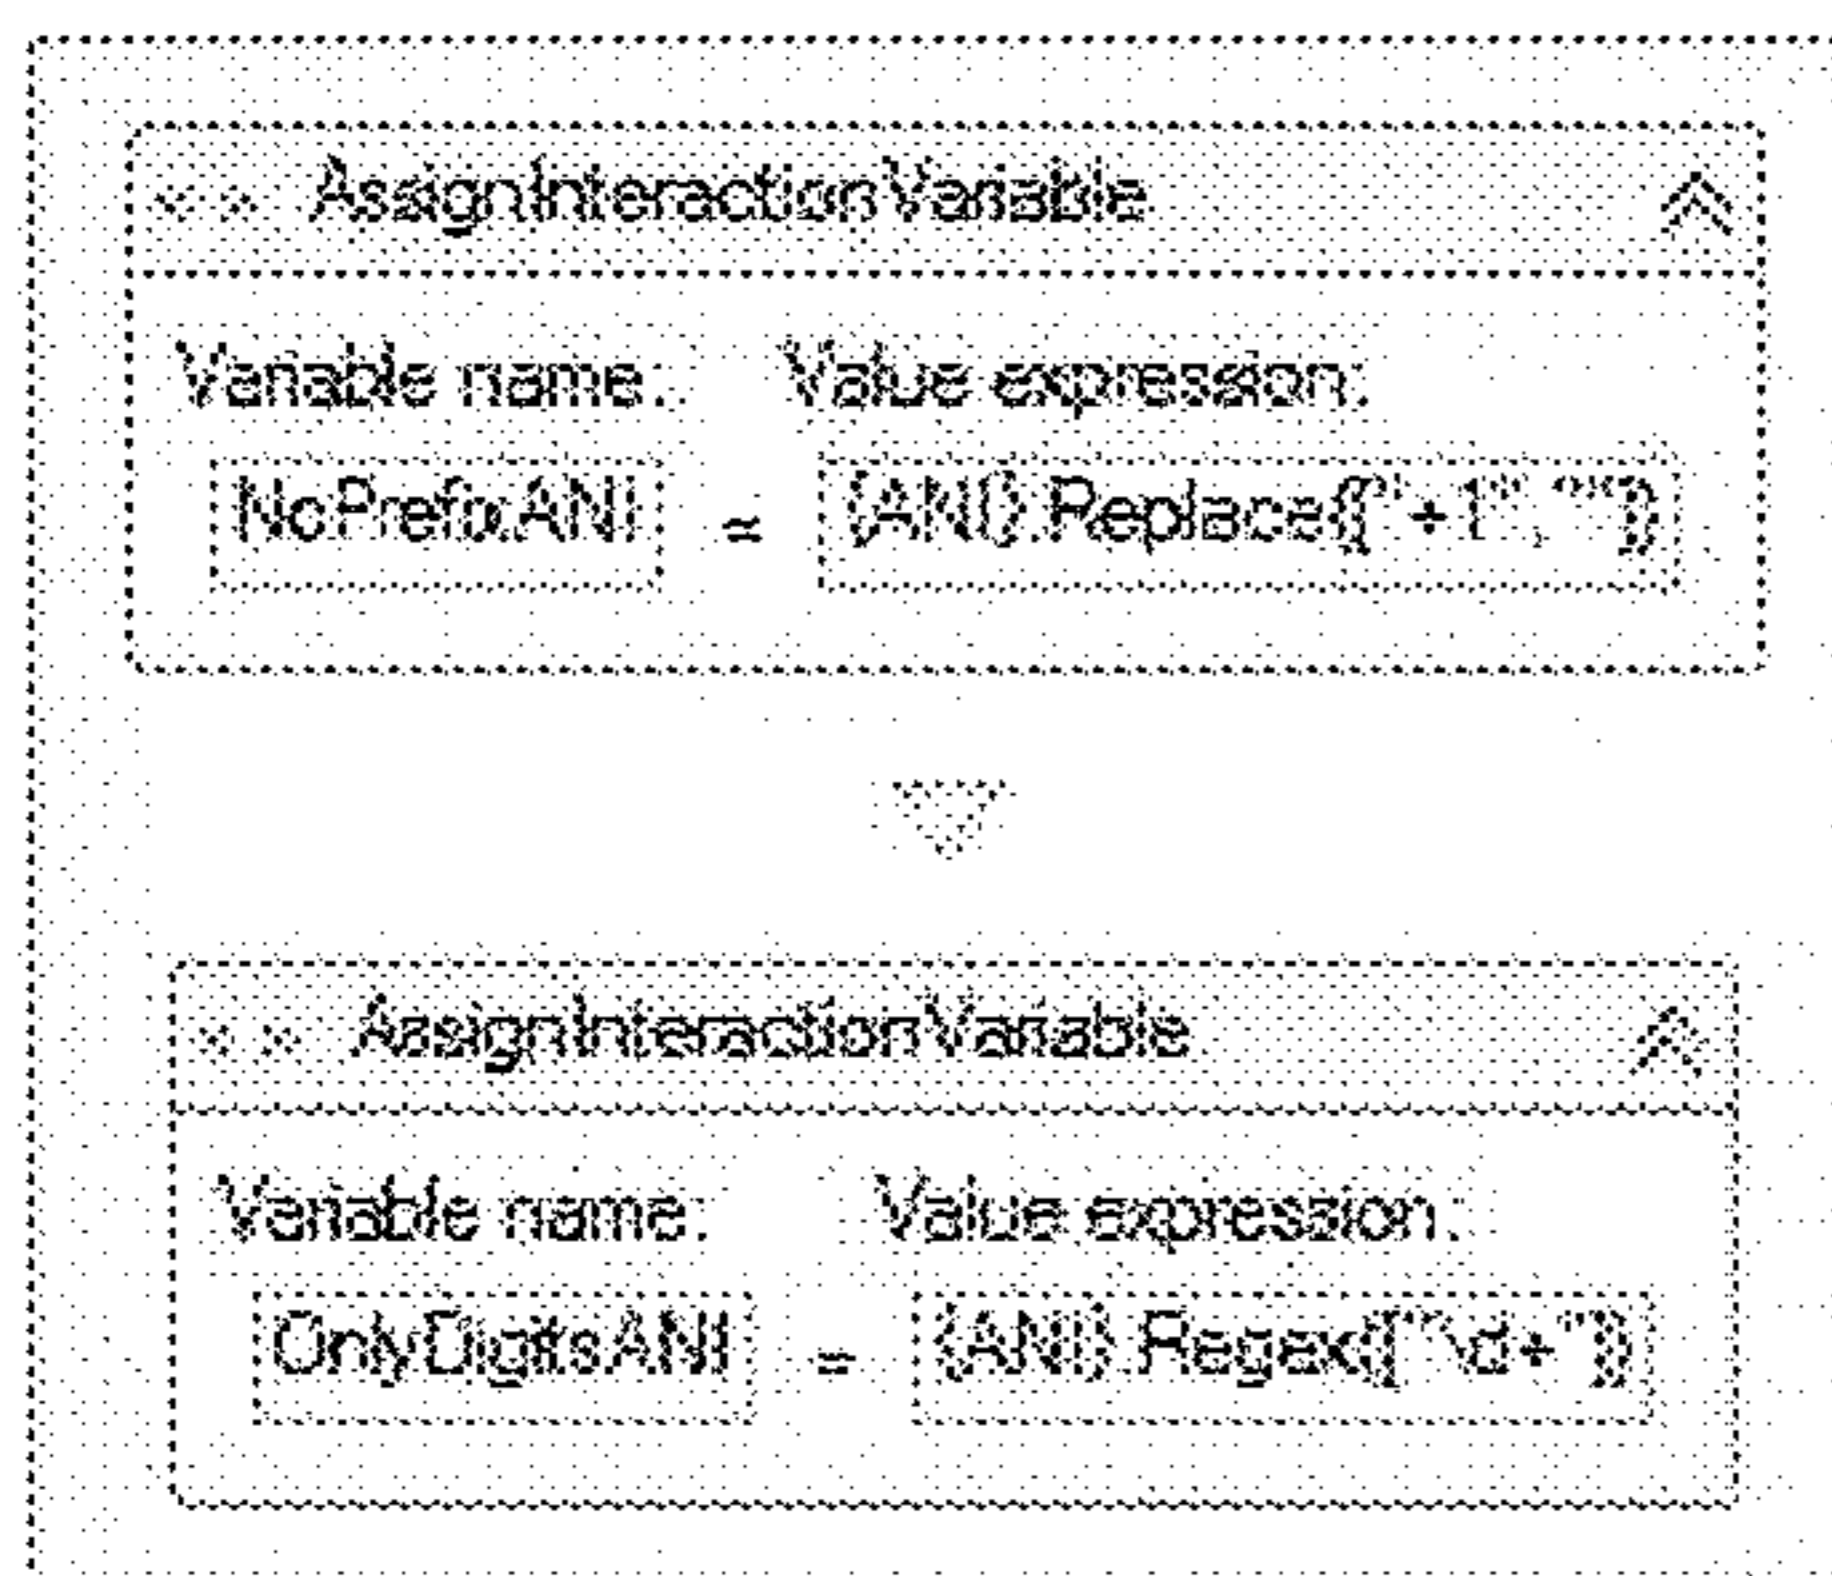 AssignInteractionVariable
Variable name: Value expression:
NoPrefixANI = {ANI}.Replace(["+1",""])
AssignInteractionVariable
Variable name: Value expression:
OnlyDigitsANI = {ANI}.Regex(["\d+"])